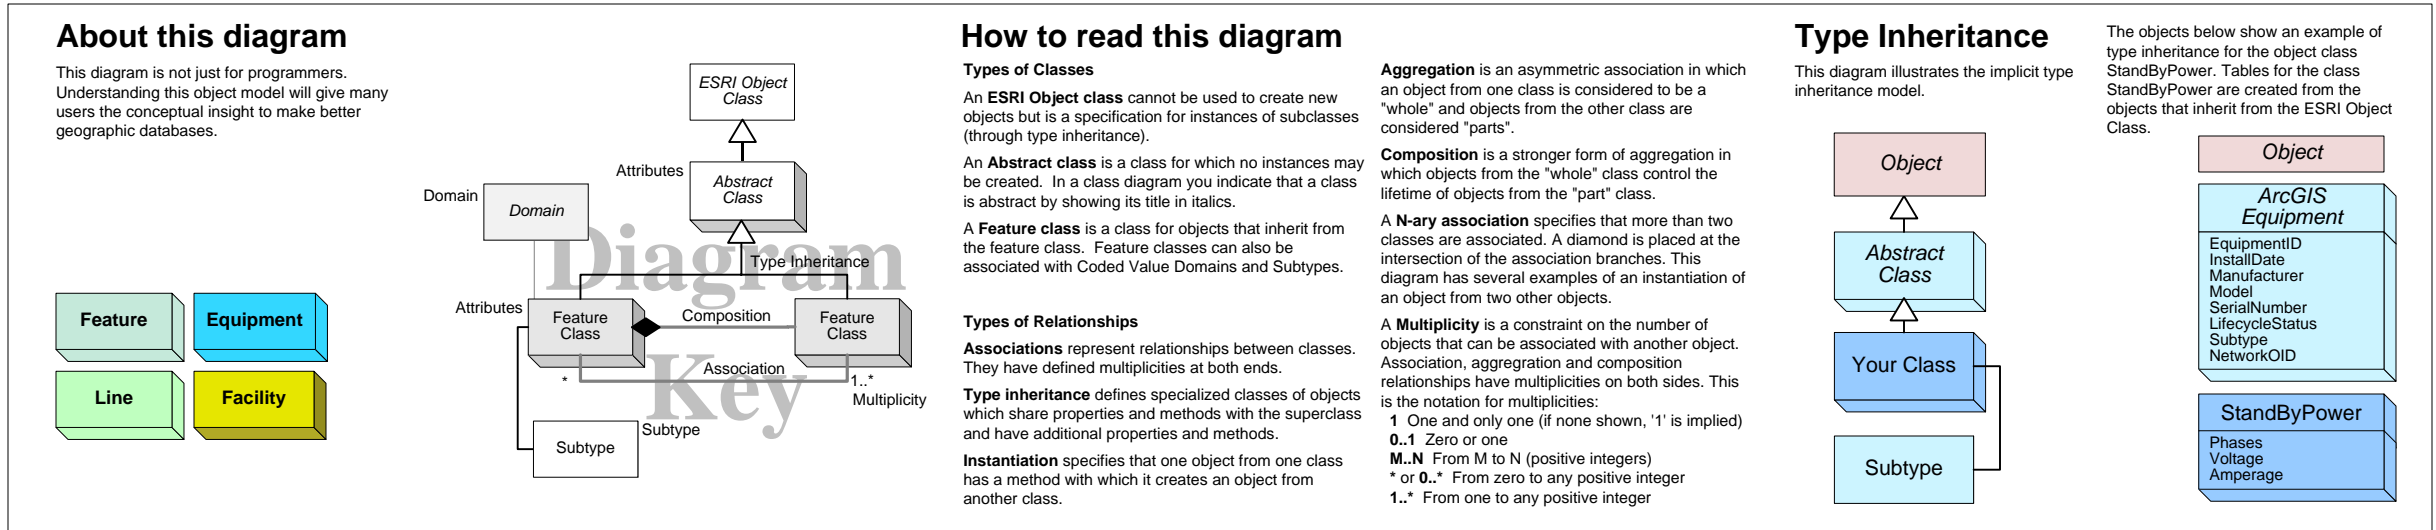 About this diagram
This diagram is not just for programmers.
Understanding this object model will give many
users the conceptual insight to make better
geographic databases.
Feature
Equipment
Line
Facility
Diagram
Key
ESRI Object
Class
Attributes
Abstract
Class
Domain
Domain
Type Inheritance
Attributes
Feature
Class
Composition
Feature
Class
Association
*
1..*
Multiplicity
Subtype
Subtype
How to read this diagram
Types of Classes
An ESRI Object class cannot be used to create new
objects but is a specification for instances of subclasses
(through type inheritance).
An Abstract class is a class for which no instances may
be created.  In a class diagram you indicate that a class
is abstract by showing its title in italics.
A Feature class is a class for objects that inherit from
the feature class.  Feature classes can also be
associated with Coded Value Domains and Subtypes.
Types of Relationships
Associations represent relationships between classes.
They have defined multiplicities at both ends.
Type inheritance defines specialized classes of objects
which share properties and methods with the superclass
and have additional properties and methods.
Instantiation specifies that one object from one class
has a method with which it creates an object from
another class.
Aggregation is an asymmetric association in which
an object from one class is considered to be a
"whole" and objects from the other class are
considered "parts".
Composition is a stronger form of aggregation in
which objects from the "whole" class control the
lifetime of objects from the "part" class.
A N-ary association specifies that more than two
classes are associated. A diamond is placed at the
intersection of the association branches. This
diagram has several examples of an instantiation of
an object from two other objects.
A Multiplicity is a constraint on the number of
objects that can be associated with another object.
Association, aggregration and composition
relationships have multiplicities on both sides. This
is the notation for multiplicities:
1  One and only one (if none shown, '1' is implied)
0..1  Zero or one
M..N  From M to N (positive integers)
* or 0..*  From zero to any positive integer
1..*  From one to any positive integer
Type Inheritance
This diagram illustrates the implicit type
inheritance model.
Object
Abstract
Class
Your Class
Subtype
The objects below show an example of
type inheritance for the object class
StandByPower. Tables for the class
StandByPower are created from the
objects that inherit from the ESRI Object
Class.
Object
ArcGIS
Equipment
EquipmentID
InstallDate
Manufacturer
Model
SerialNumber
LifecycleStatus
Subtype
NetworkOID
StandByPower
Phases
Voltage
Amperage